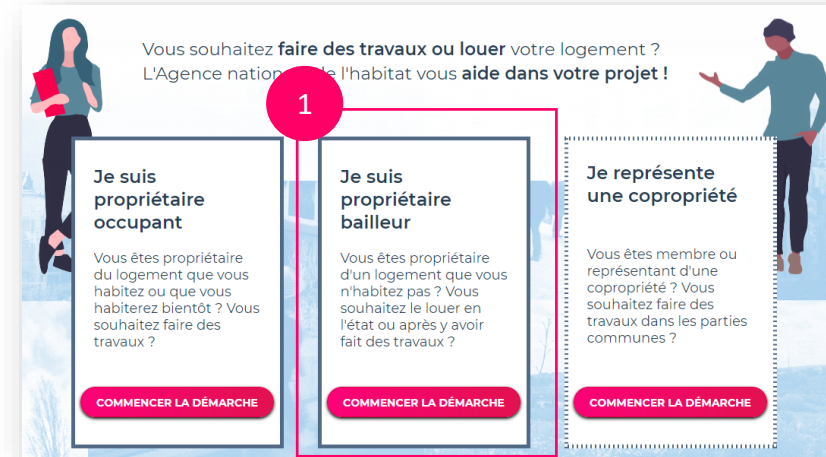 Vous souhaitez faire des travaux ou louer votre logement ?
L'Agence nation de l'habitat vous aide dans votre projet !
1
Je suis
propriétaire
occupant
Vous êtes propriétaire
du logement que vous
habitez ou que vous
habiterez bientôt ? Vous
souhaitez faire des
travaux ?
COMMENCER LA DÉMARCHE
Je suis
propriétaire
bailleur
Vous êtes propriétaire
d'un logement que vous
n'habitez pas ? Vous
souhaitez le louer en
l'état ou après y avoir
fait des travaux ?
COMMENCER LA DÉMARCHE
Je représente
une copropriété
Vous êtes membre ou
représentant d'une
copropriété ? Vous
souhaitez faire des
travaux dans les parties
communes ?
COMMENCER LA DÉMARCHE